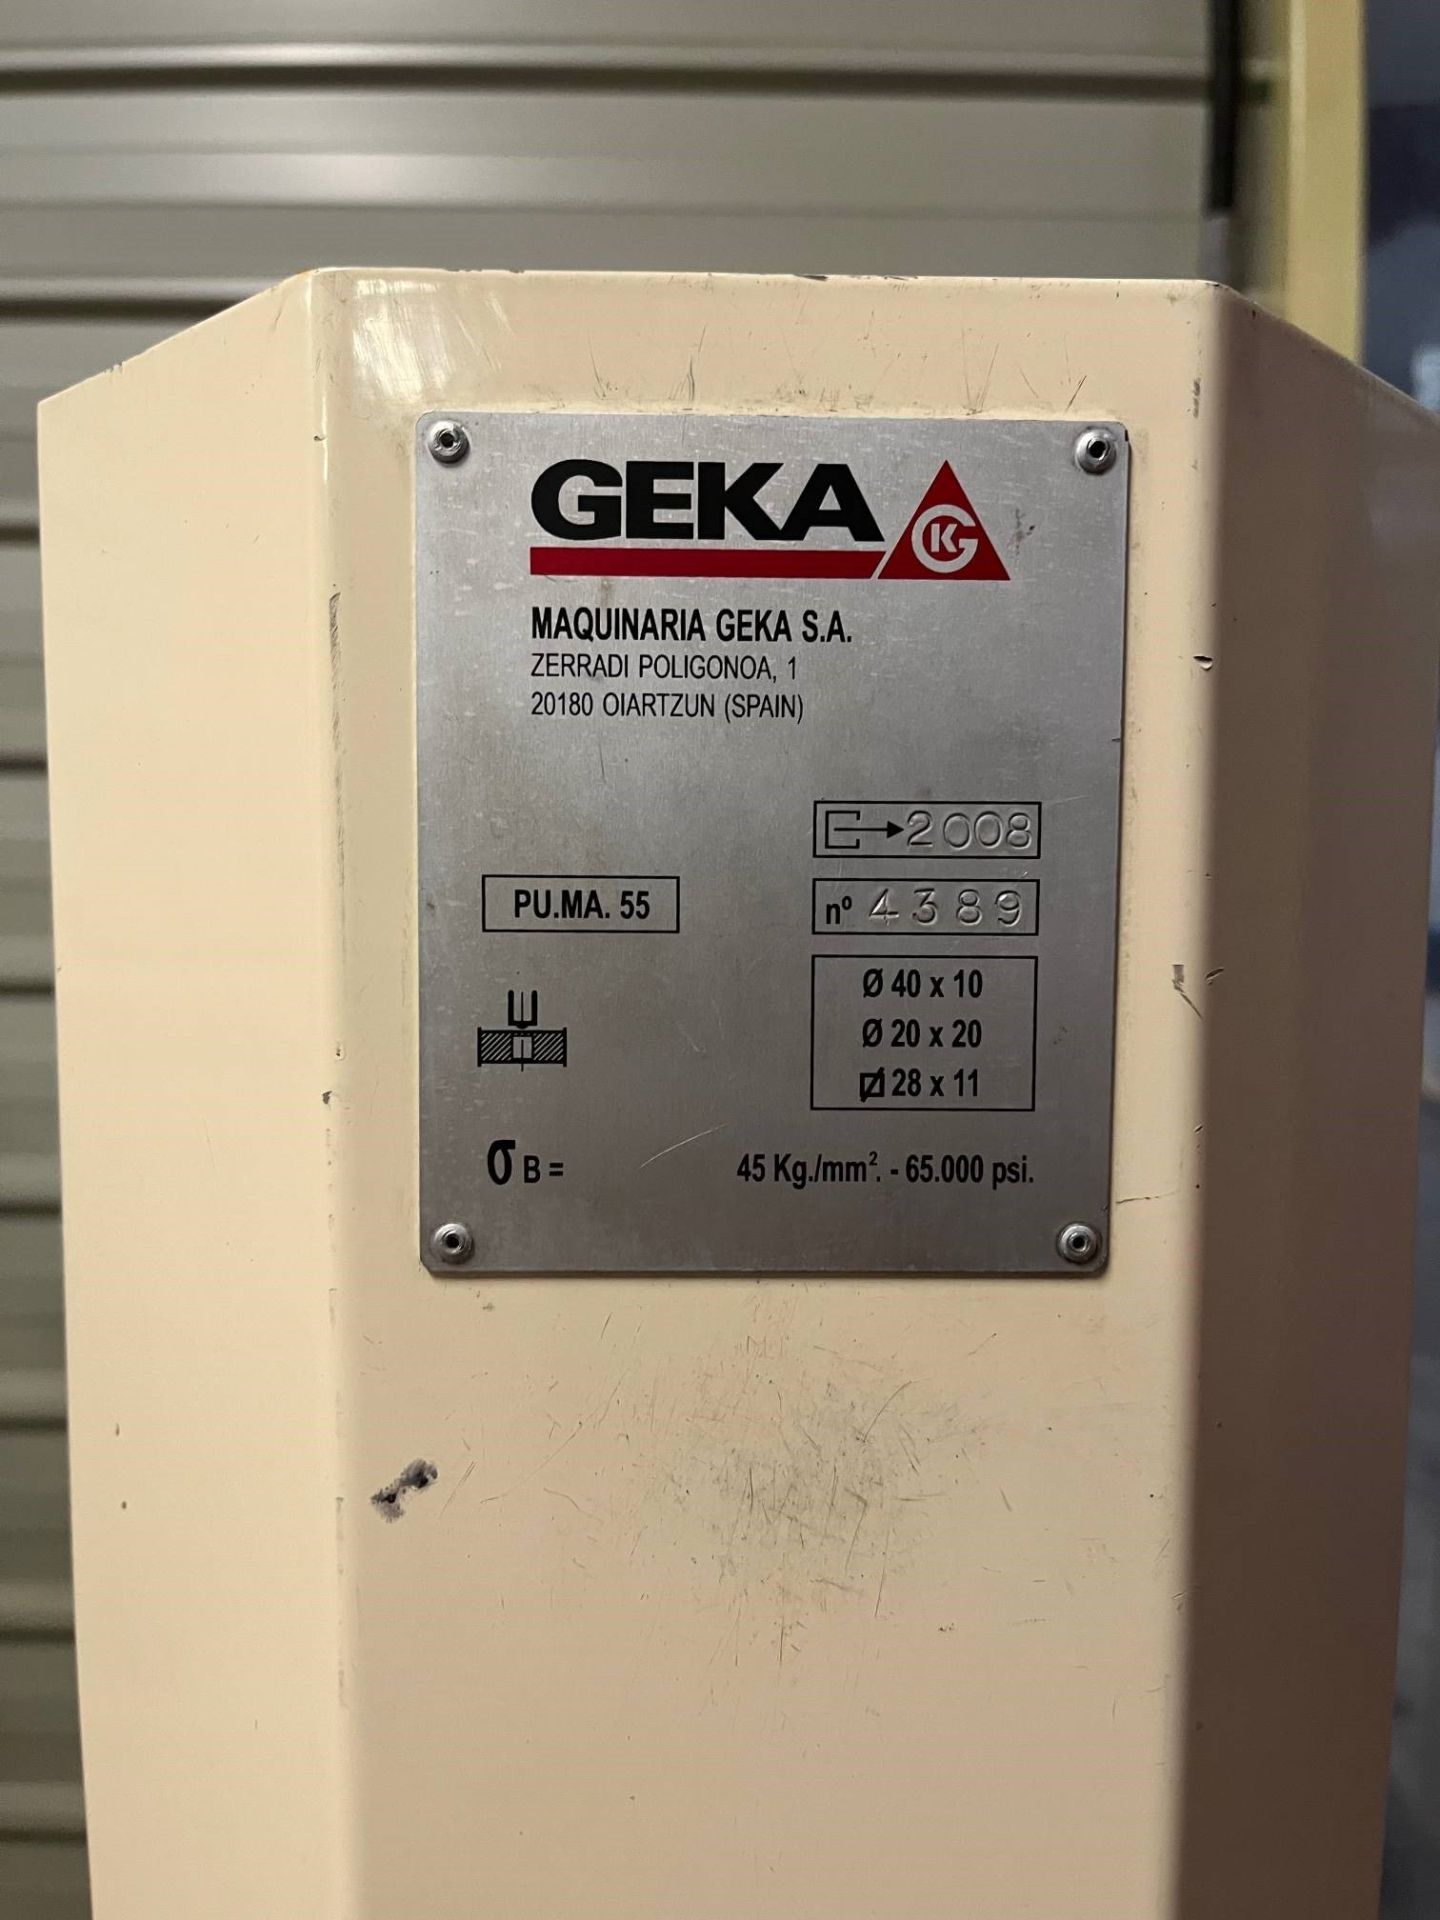 GEKA
KG
MAQUINARIA GEKA S.A.
ZERRADI POLIGONOA, 1
20180 OIARTZUN (SPAIN)
2008
PU.MA. 55
nº 4389
Ø 40 x 10
Ø 20 x 20
28 x 11
σ B = 45 Kg./mm². - 65.000 psi.